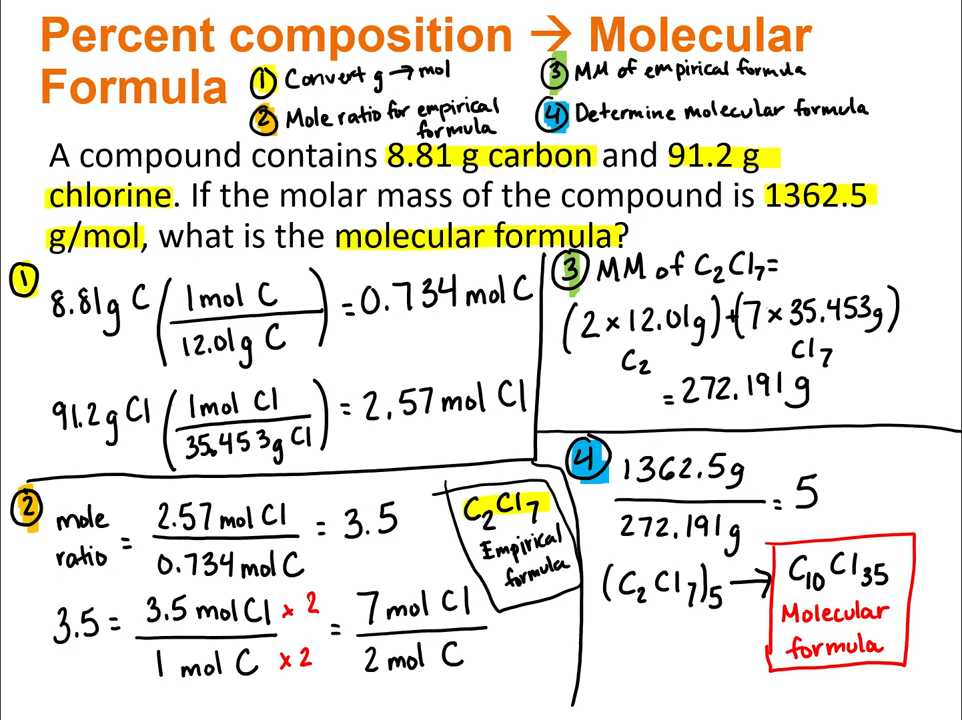 Percent composition → Molecular
Formula
① Convert g → mol
② Mole ratio for empirical
formula
③ MM of empirical formula
④ Determine molecular formula
A compound contains 8.81 g carbon and 91.2 g
chlorine. If the molar mass of the compound is 1362.5
g/mol, what is the molecular formula?
①
8.81g C (1 mol C / 12.01g C) = 0.734 mol C
91.2g Cl (1 mol Cl / 35.453g Cl) = 2.57 mol Cl
②
mole ratio = 2.57 mol Cl / 0.734 mol C = 3.5
3.5 = 3.5 mol Cl × 2 / 1 mol C × 2 = 7 mol Cl / 2 mol C
C₂Cl₇
Empirical
formula
③ MM of C₂Cl₇ =
(2 × 12.01g) + (7 × 35.453g)
C₂ Cl₇
= 272.191 g
④
1362.5g / 272.191g = 5
(C₂Cl₇)₅ → C₁₀Cl₃₅
Molecular
formula